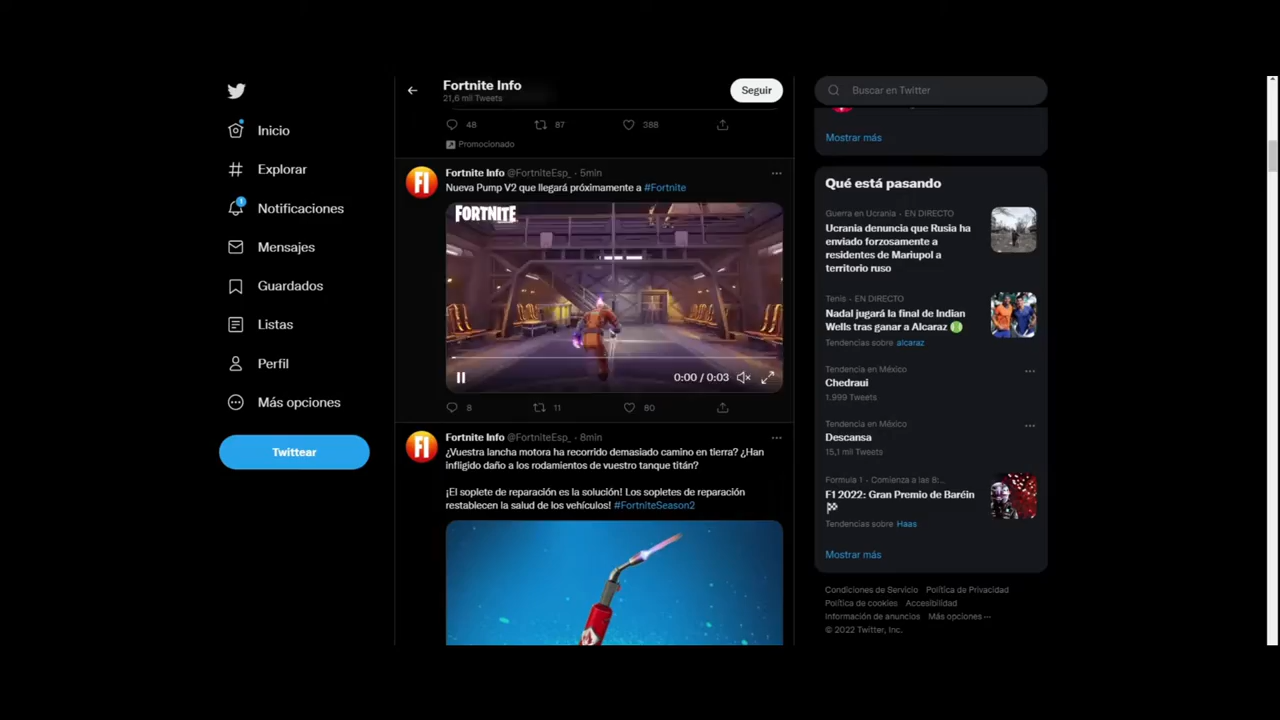 Inicio
Explorar
1
Notificaciones
Mensajes
Guardados
Listas
Perfil
Más opciones
Twittear
Fortnite Info
21,6 mil Tweets
Seguir
48
87
388
Promocionado
Fortnite Info @FortniteEsp_ · 5min
Nueva Pump V2 que llegará próximamente a #Fortnite
FORTNITE
0:00 / 0:03
8
11
80
FI
Fortnite Info @FortniteEsp_ · 8min
¿Vuestra lancha motora ha recorrido demasiado camino en tierra? ¿Han
infligido daño a los rodamientos de vuestro tanque titán?
¡El soplete de reparación es la solución! Los sopletes de reparación
restablecen la salud de los vehículos! #FortniteSeason2
FI
Buscar en Twitter
Mostrar más
Qué está pasando
Guerra en Ucrania · EN DIRECTO
Ucrania denuncia que Rusia ha
enviado forzosamente a
residentes de Mariupol a
territorio ruso
Tenis · EN DIRECTO
Nadal jugará la final de Indian
Wells tras ganar a Alcaraz
Tendencias sobre alcaraz
Tendencia en México
Chedraui
1.999 Tweets
Tendencia en México
Descansa
15,1 mil Tweets
Formula 1 · Comienza a las 8:...
F1 2022: Gran Premio de Baréin
Tendencias sobre Haas
Mostrar más
Condiciones de Servicio Política de Privacidad
Política de cookies Accesibilidad
Información de anuncios Más opciones ···
© 2022 Twitter, Inc.